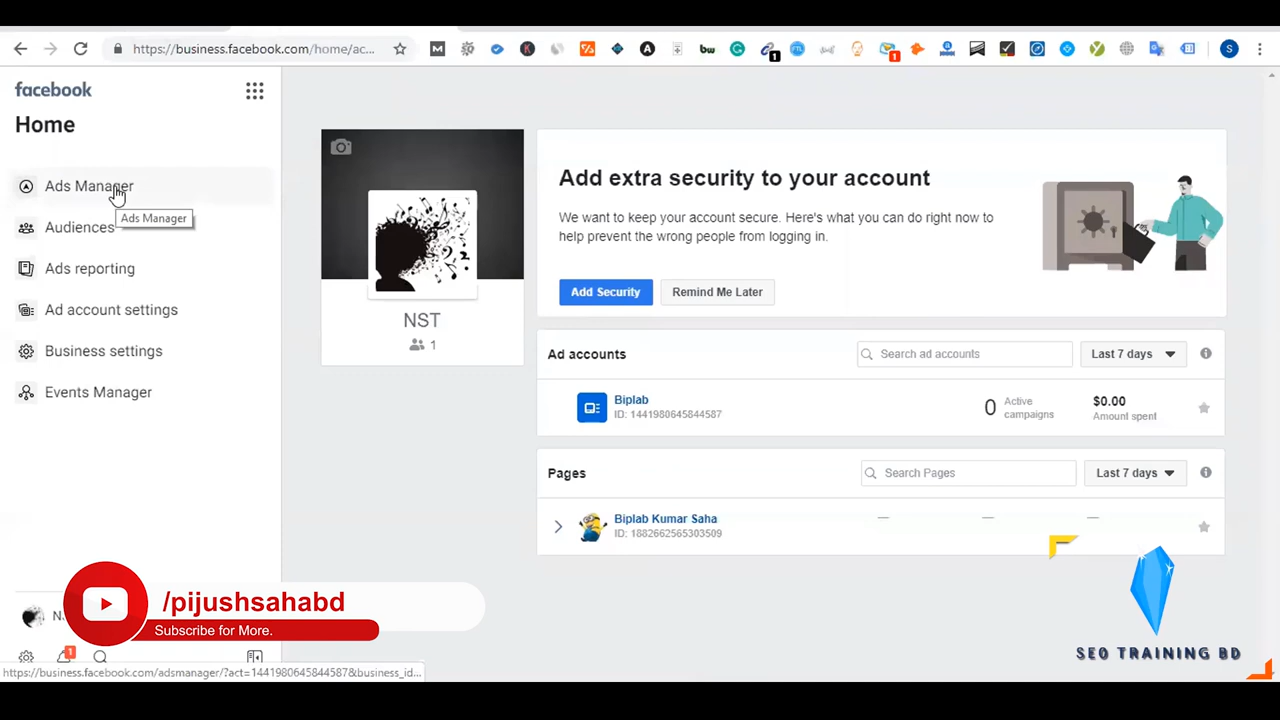 https://business.facebook.com/home/ac...
bw
FTL
1
1
S
facebook
Home
Ads Manager
Ads Manager
Audiences
Ads reporting
Ad account settings
Business settings
Events Manager
NST
1
Add extra security to your account
We want to keep your account secure. Here's what you can do right now to
help prevent the wrong people from logging in.
Add Security
Remind Me Later
Ad accounts
Search ad accounts
Last 7 days
Biplab
ID: 1441980645844587
0
Active
campaigns
$0.00
Amount spent
Pages
Search Pages
Last 7 days
Biplab Kumar Saha
ID: 1882662565303509
/pijushsahabd
Subscribe for More.
1
SEO TRAINING BD
https://business.facebook.com/adsmanager/?act=1441980645844587&business_id...